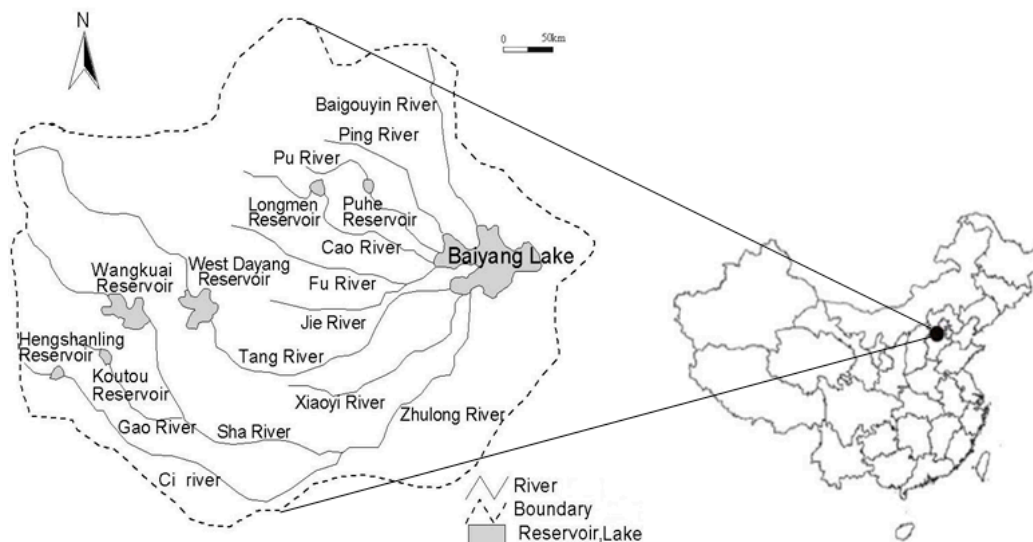 N
0
50km
Baigouyin River
Ping River
Pu River
Longmen
Reservoir
Puhe
Reservoir
Cao River
Baiyang Lake
Wangkuai
Reservoir
West Dayang
Reservoir
Fu River
Jie River
Hengshanling
Reservoir
Tang River
Koutou
Reservoir
Xiaoyi River
Zhulong River
Gao River
Sha River
Ci river
River
Boundary
Reservoir,Lake